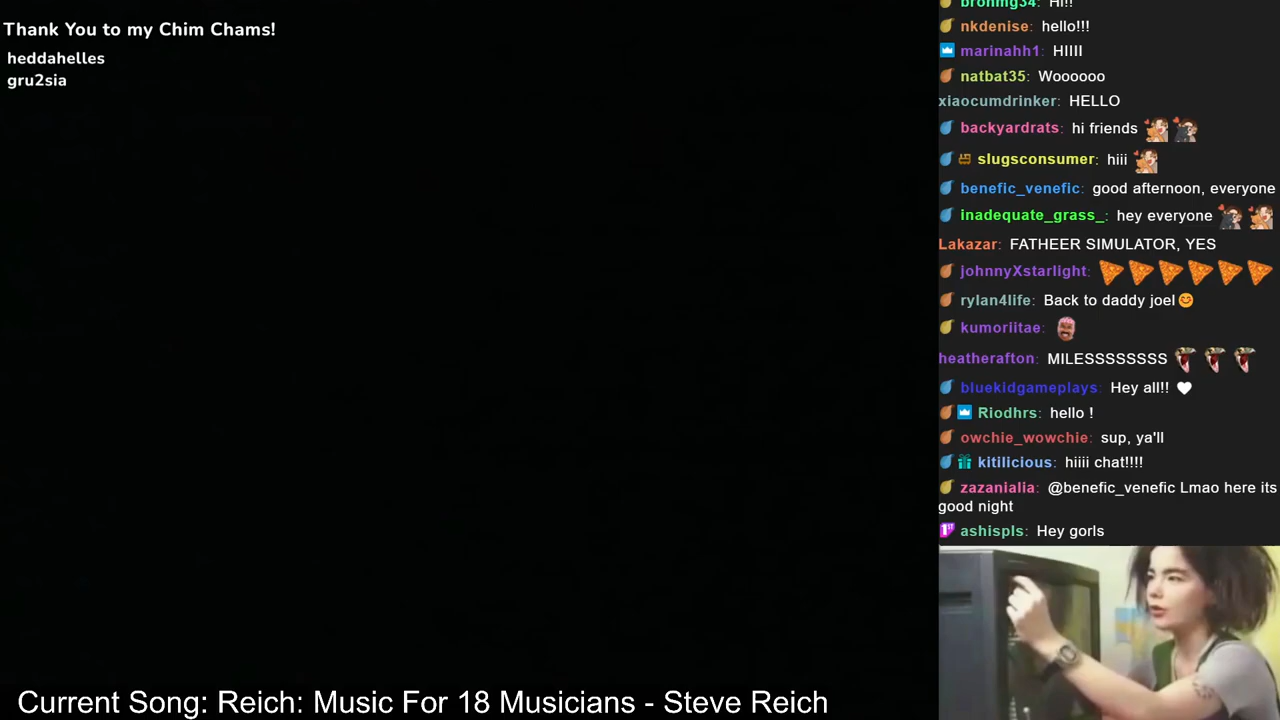 Thank You to my Chim Chams!
heddahelles
gru2sia
bronmg34: Hi!!
nkdenise: hello!!!
marinahh1: HIIII
natbat35: Woooooo
xiaocumdrinker: HELLO
backyardrats: hi friends
slugsconsumer: hiii
benefic_venefic: good afternoon, everyone
inadequate_grass_: hey everyone
Lakazar: FATHEER SIMULATOR, YES
johnnyXstarlight:
rylan4life: Back to daddy joel
kumoriitae:
heatherafton: MILESSSSSSSS
bluekidgameplays: Hey all!!
Riodhrs: hello !
owchie_wowchie: sup, ya'll
kitilicious: hiiii chat!!!!
zazanialia: @benefic_venefic Lmao here its
good night
ashispls: Hey gorls
Current Song: Reich: Music For 18 Musicians - Steve Reich